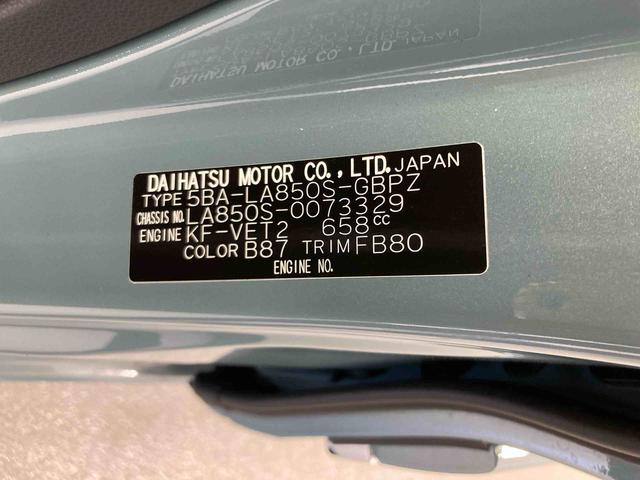 DAIHATSU MOTOR CO., LTD. JAPAN
TYPE 5BA-LA850S-GBPZ
CHASSIS NO. LA850S-0073329
ENGINE KF-VET2 658cc
COLOR B87 TRIM FB80
ENGINE NO.